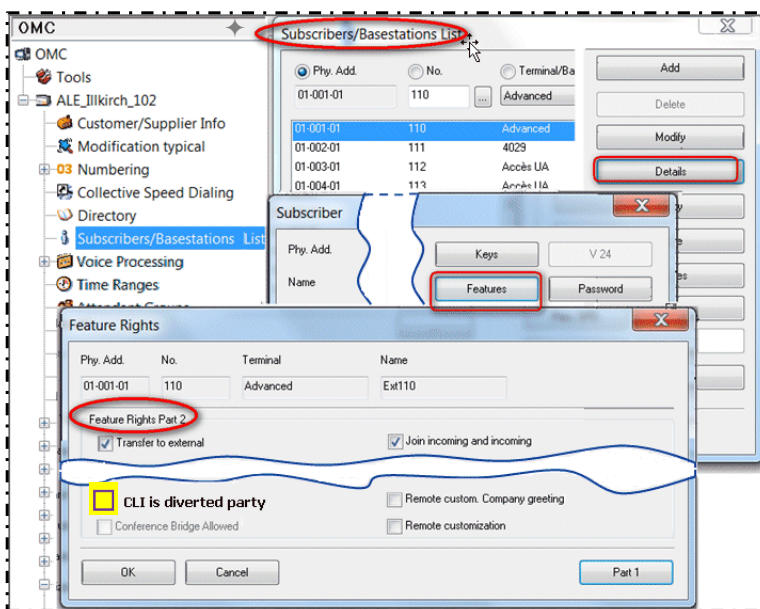 OMC
OMC
Tools
ALE_Illkirch_102
Customer/Supplier Info
Modification typical
03 Numbering
Collective Speed Dialing
Directory
Subscribers/Basestations List
Voice Processing
Time Ranges
Subscribers/Basestations List
Phy. Add. No. Terminal/Ba
01-001-01 110 ... Advanced
01-001-01 110 Advanced
01-002-01 111 4029
01-003-01 112 Accès UA
01-004-01 113 Accès UA
Add
Delete
Modify
Details
Subscriber
Phy. Add.
Name
Keys V 24
Features Password
Feature Rights
Phy. Add. No. Terminal Name
01-001-01 110 Advanced Ext110
Feature Rights Part 2
Transfer to external Join incoming and incoming
CLI is diverted party Remote custom. Company greeting
Conference Bridge Allowed Remote customization
OK Cancel Part 1